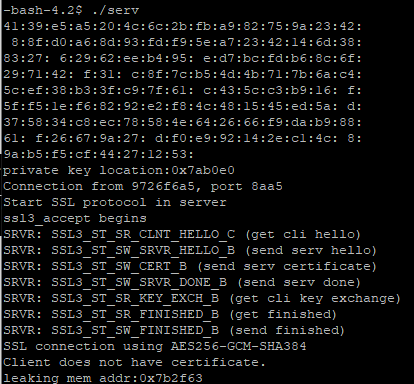 -bash-4.2$ ./serv
41:39:e5:a5:20:4c:6c:2b:fb:a9:82:75:9a:23:42:
 8:8f:d0:a6:8d:93:fd:f9:5e:a7:23:42:14:6d:38:
83:27: 6:29:62:ee:b4:95: e:d7:bc:fd:b6:8c:6f:
29:71:42: f:31: c:8f:7c:b5:4d:4b:71:7b:6a:c4:
5c:ef:38:b3:3f:c9:7f:61: c:43:5c:c3:b9:16: f:
5f:f5:1e:f6:82:92:e2:f8:4c:48:15:45:ed:5a: d:
37:58:34:c8:ec:78:58:4e:64:26:66:f9:da:b9:88:
61: f:26:67:9a:27: d:f0:e9:92:14:2e:c1:4c: 8:
9a:b5:f5:cf:44:27:12:53:
private key location:0x7ab0e0
Connection from 9726f6a5, port 8aa5
Start SSL protocol in server
ssl3_accept begins
SRVR: SSL3_ST_SR_CLNT_HELLO_C (get cli hello)
SRVR: SSL3_ST_SW_SRVR_HELLO_B (send serv hello)
SRVR: SSL3_ST_SW_CERT_B (send serv certificate)
SRVR: SSL3_ST_SW_SRVR_DONE_B (send serv done)
SRVR: SSL3_ST_SR_KEY_EXCH_B (get cli key exchange)
SRVR: SSL3_ST_SR_FINISHED_B (get finished)
SRVR: SSL3_ST_SW_FINISHED_B (send finished)
SSL connection using AES256-GCM-SHA384
Client does not have certificate.
leaking mem addr:0x7b2f63